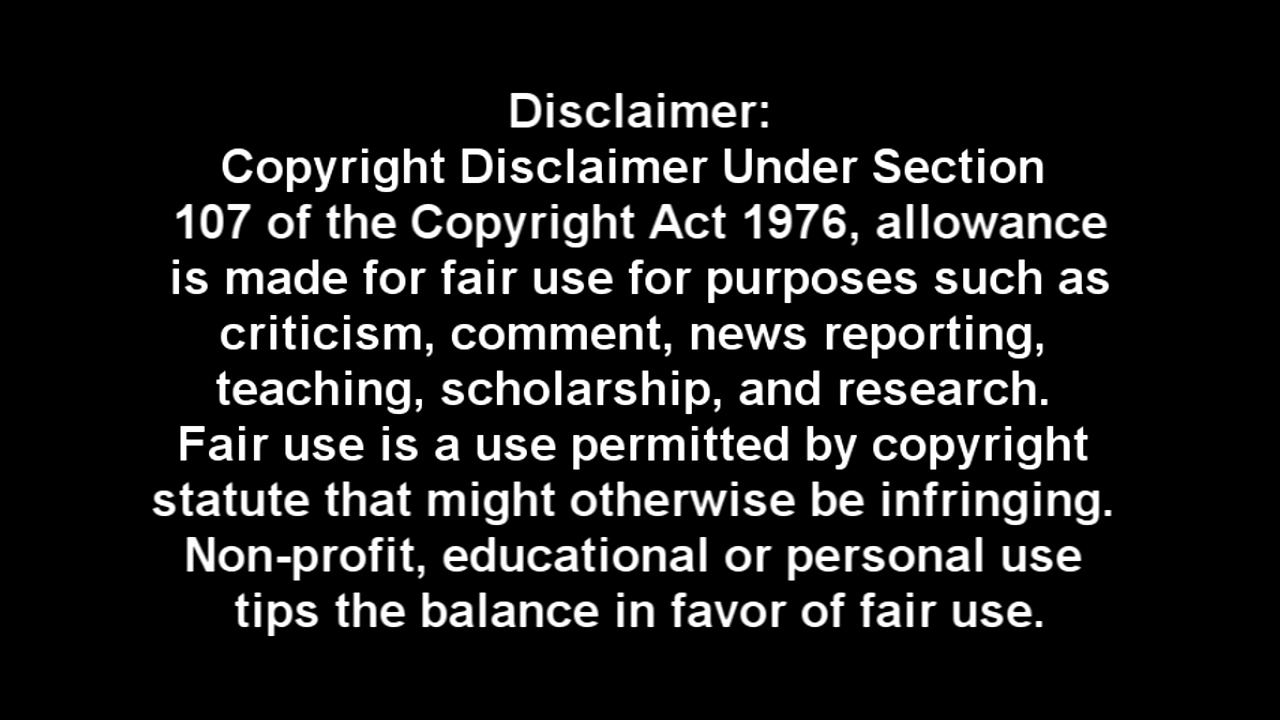 Disclaimer:
Copyright Disclaimer Under Section
107 of the Copyright Act 1976, allowance
is made for fair use for purposes such as
criticism, comment, news reporting,
teaching, scholarship, and research.
Fair use is a use permitted by copyright
statute that might otherwise be infringing.
Non-profit, educational or personal use
tips the balance in favor of fair use.